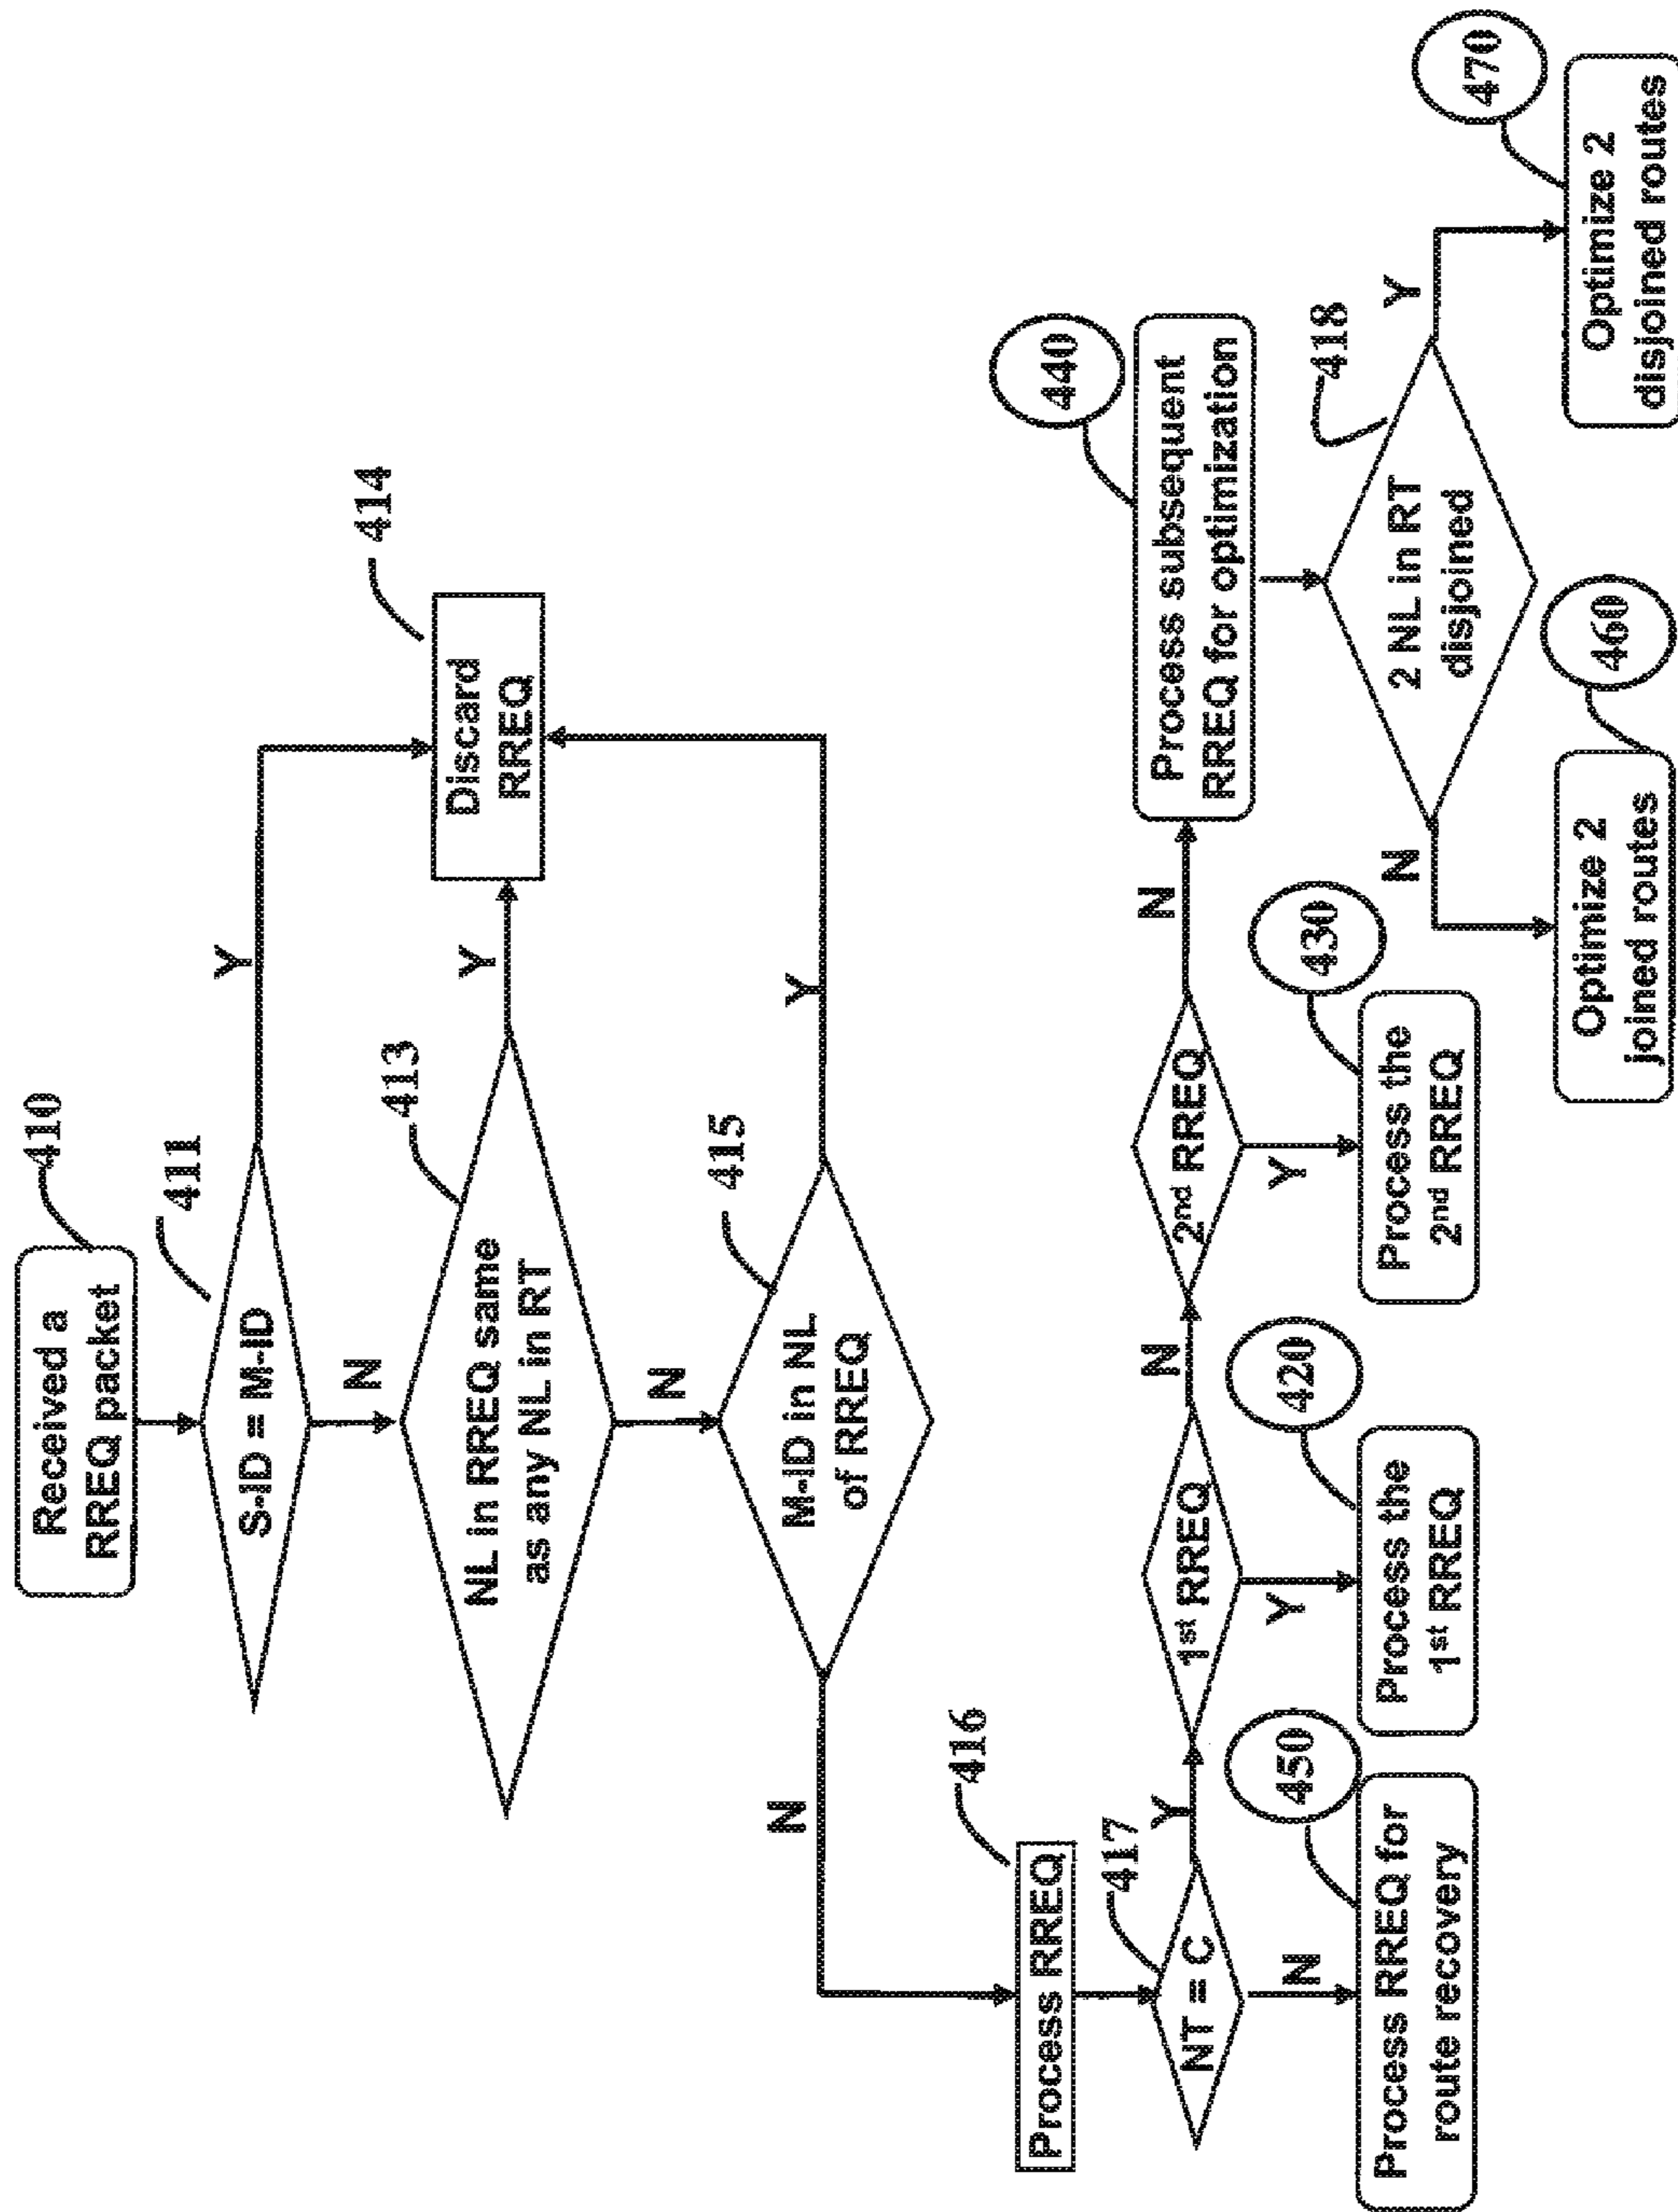 Received a
RREQ packet
410
S-ID = M-ID
411
Y
N
NL in RREQ same
as any NL in RT
413
Y
Discard
RREQ
414
N
M-ID in NL
of RREQ
415
Y
N
Process RREQ
416
NT = C
417
Y
N
Process RREQ for
route recovery
450
1st RREQ
N
Y
Process the
1st RREQ
420
2nd RREQ
N
Y
Process the
2nd RREQ
430
Process subsequent
RREQ for optimization
440
2 NL in RT
disjoined
418
N
Y
Optimize 2
joined routes
460
Optimize 2
disjoined routes
470